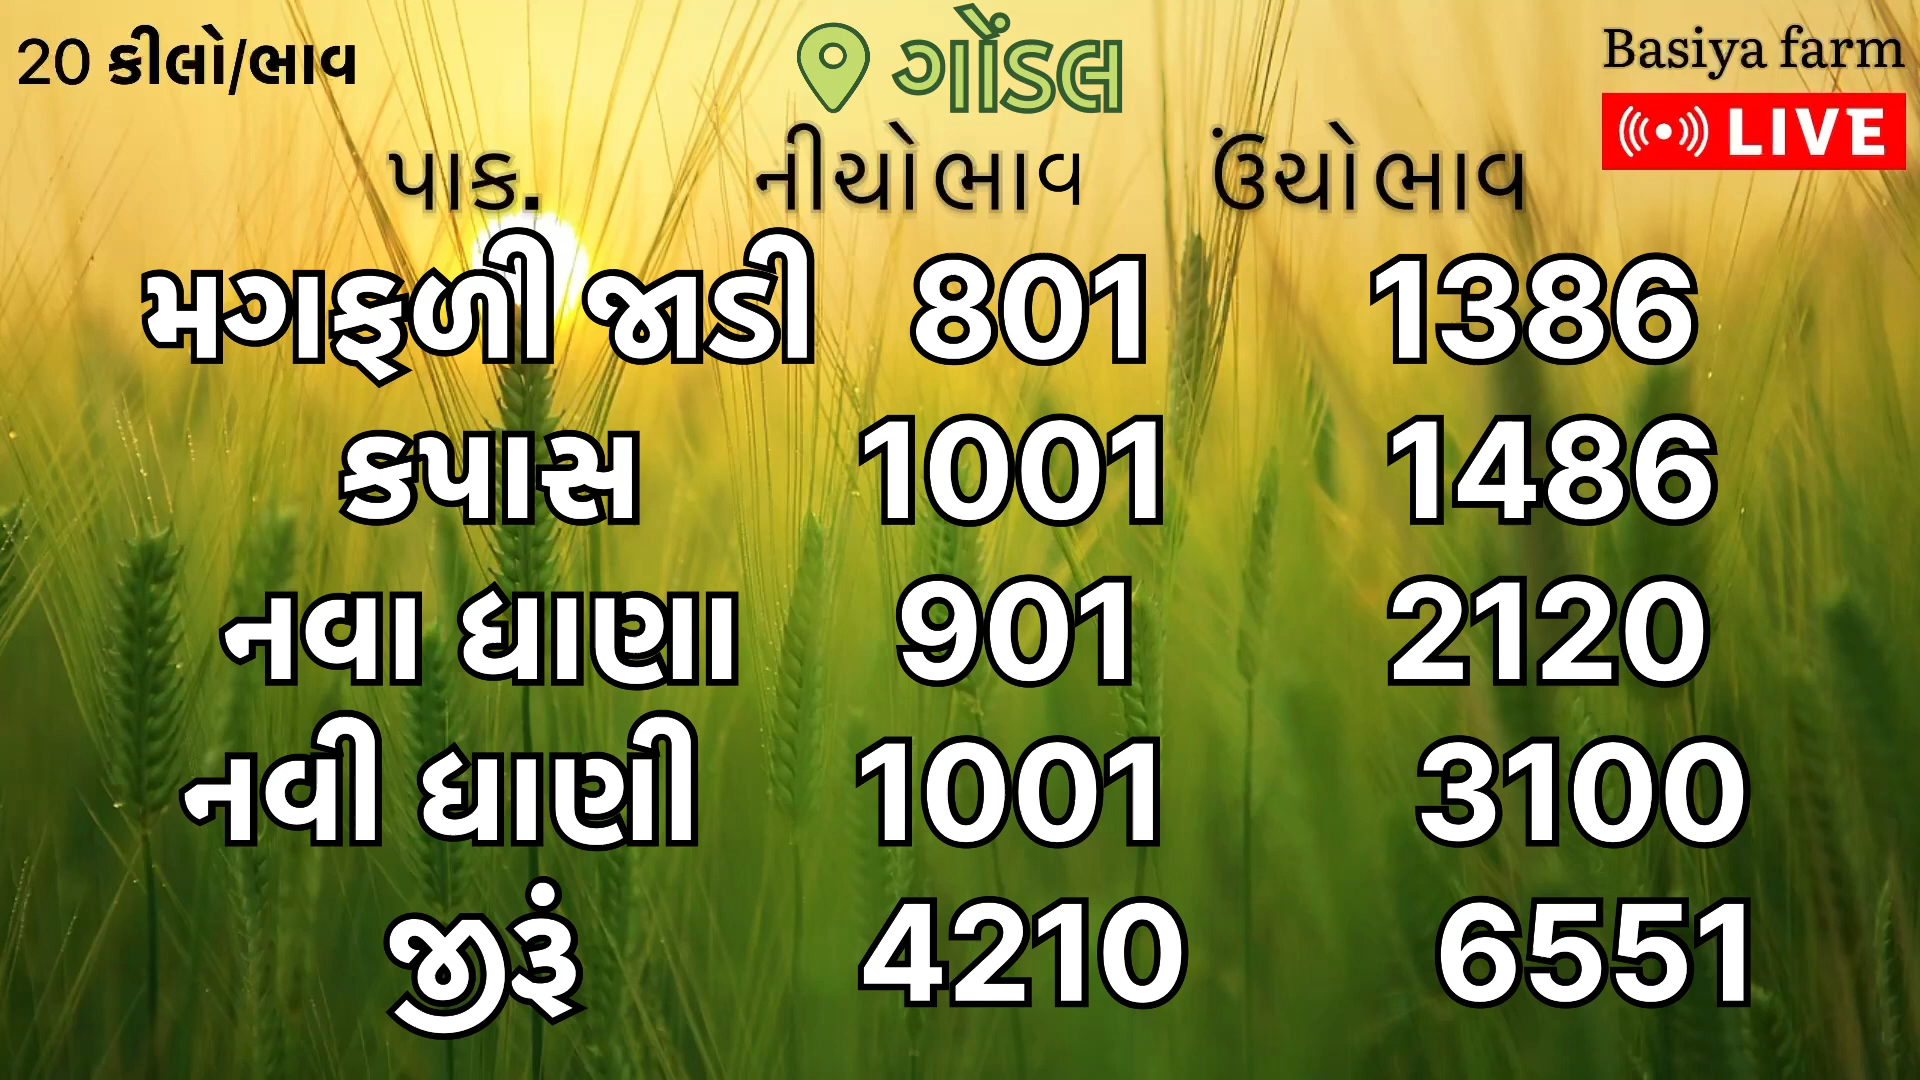 20 કીલો/ભાવ
ગોંડલ
Basiya farm
LIVE
પાક. નીચો ભાવ ઉંચો ભાવ
મગફળી જાડી 801 1386
કપાસ 1001 1486
નવા ધાણા 901 2120
નવી ધાણી 1001 3100
જીરૂં 4210 6551